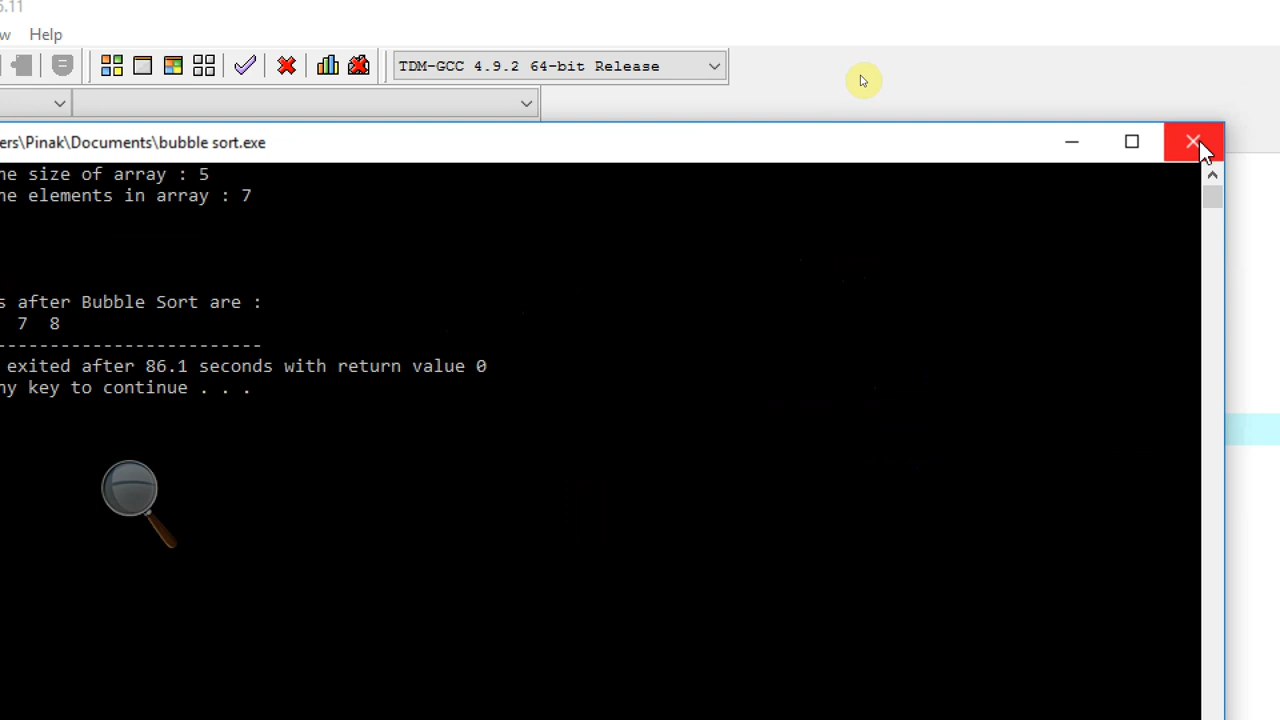 5.11
w Help
TDM-GCC 4.9.2 64-bit Release
ers\Pinak\Documents\bubble sort.exe
he size of array : 5
he elements in array : 7
s after Bubble Sort are :
7 8
------------------------
exited after 86.1 seconds with return value 0
ny key to continue . . .